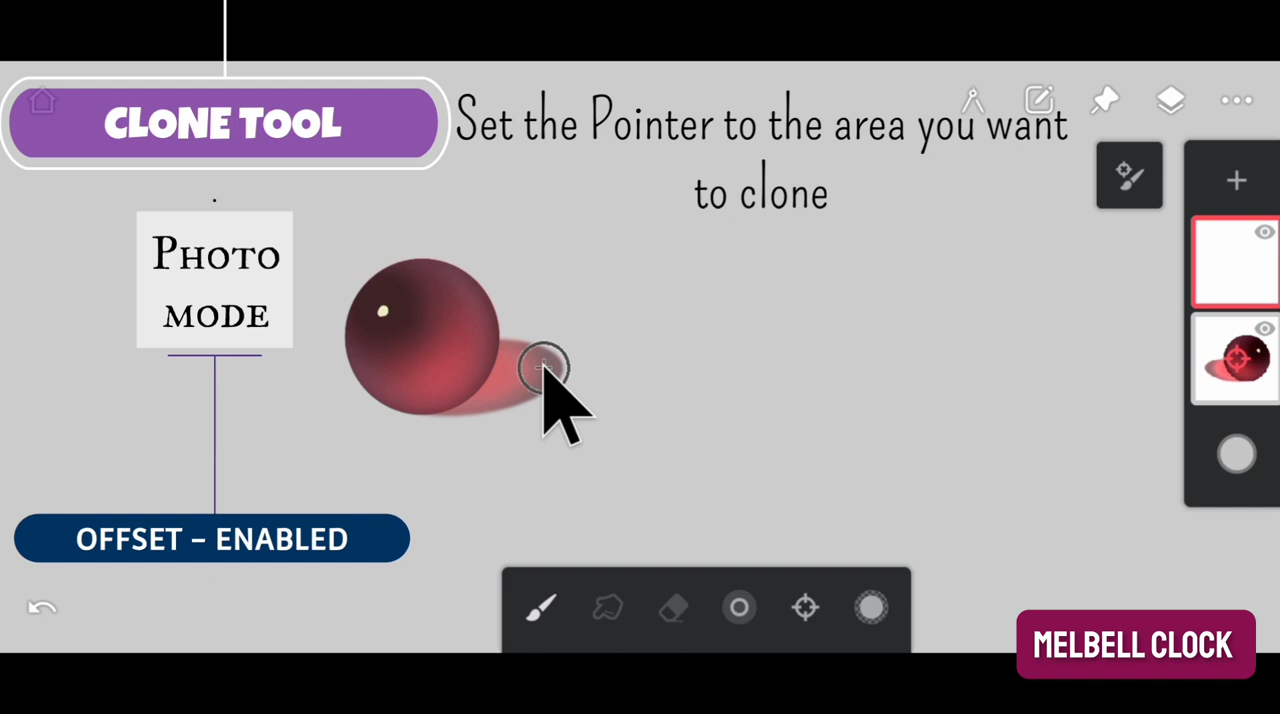 CLONE TOOL
Set the Pointer to the area you want
to clone
Photo
mode
OFFSET – ENABLED
MELBELL CLOCK